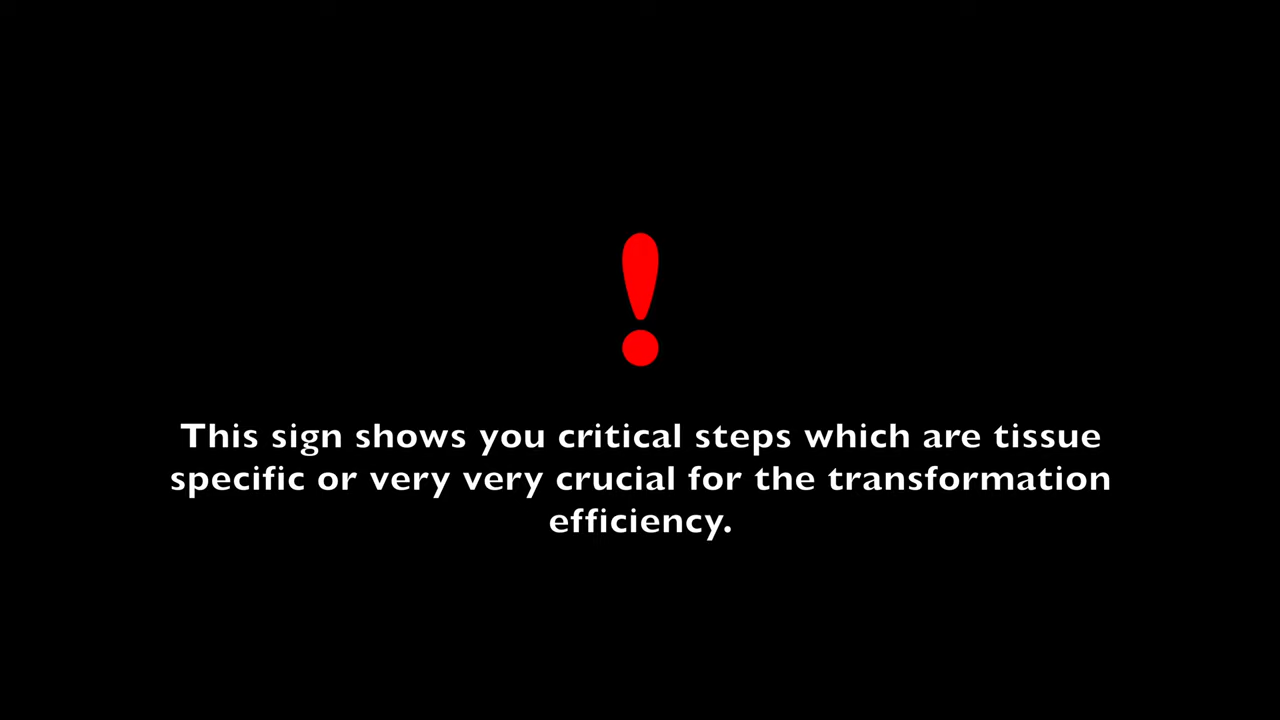 !
This sign shows you critical steps which are tissue
specific or very very crucial for the transformation
efficiency.